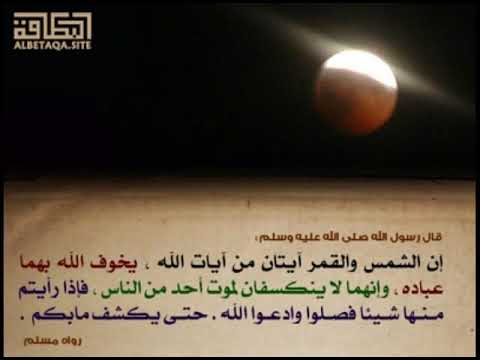 البطاقة
ALBETAQA.SITE
قال رسول الله صلى الله عليه وسلم :
إن الشمس والقمر آيتان من آيات الله ، يخوف الله بهما
عباده ، وإنهما لا ينكسفان لموت أحد من الناس ، فإذا رأيتم
منها شيئا فصلوا وادعوا الله . حتى يكشف مابكم .
رواه مسلم